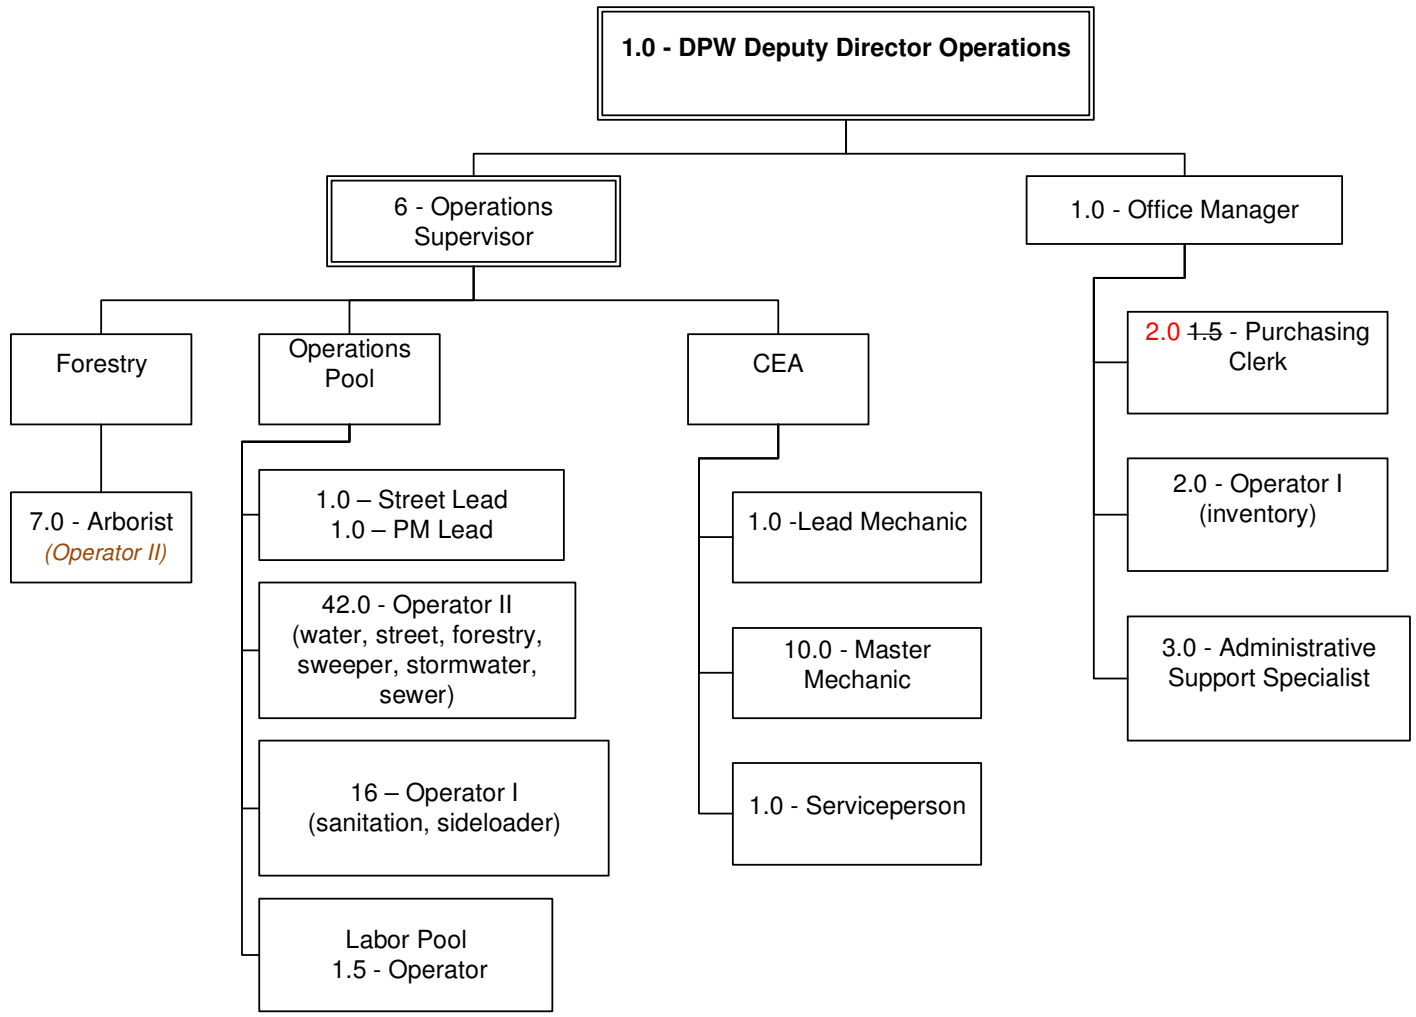 1.0 - DPW Deputy Director Operations
6 - Operations
Supervisor
1.0 - Office Manager
Forestry
Operations
Pool
CEA
2.0 1.5 - Purchasing
Clerk
7.0 - Arborist
(Operator II)
1.0 – Street Lead
1.0 – PM Lead
1.0 -Lead Mechanic
2.0 - Operator I
(inventory)
42.0 - Operator II
(water, street, forestry,
sweeper, stormwater,
sewer)
10.0 - Master
Mechanic
3.0 - Administrative
Support Specialist
16 – Operator I
(sanitation, sideloader)
1.0 - Serviceperson
Labor Pool
1.5 - Operator